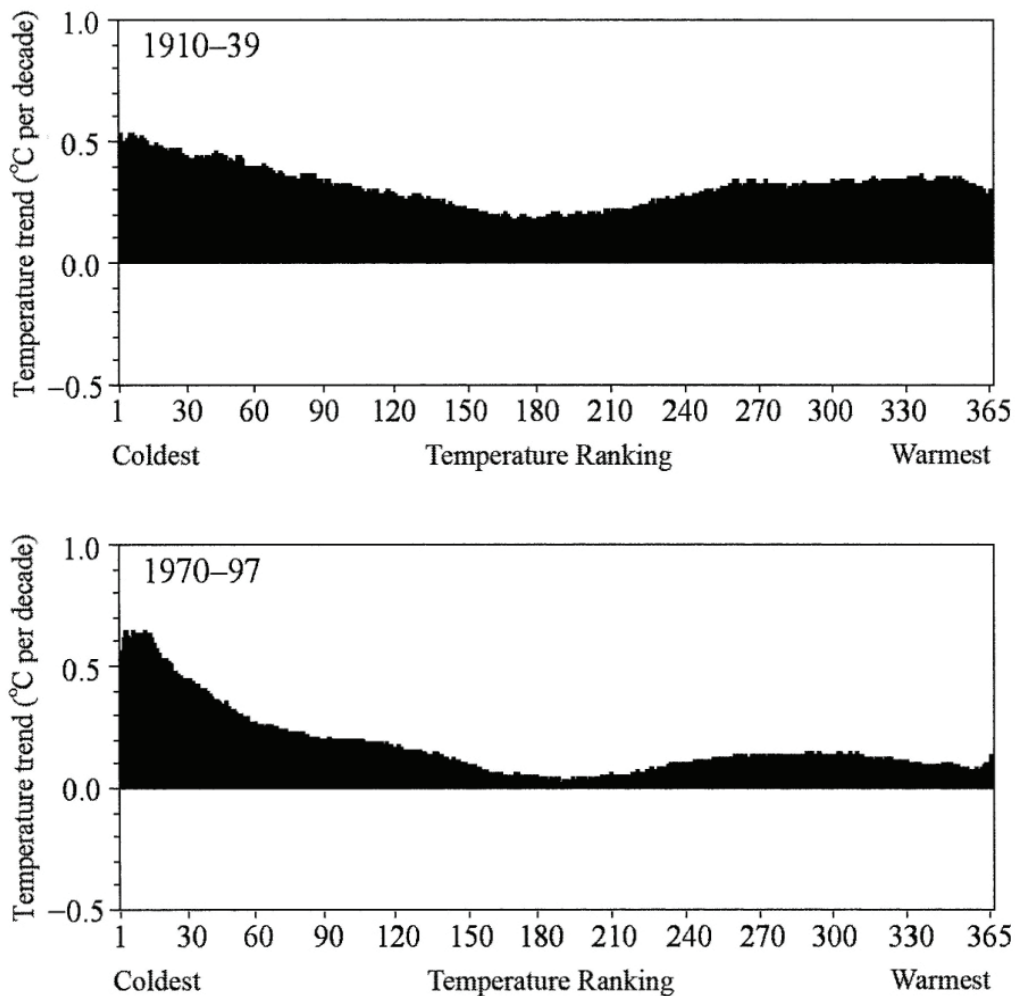 Temperature trend (°C per decade)
1910–39
1.0
0.5
0.0
−0.5
1 30 60 90 120 150 180 210 240 270 300 330 365
Coldest Temperature Ranking Warmest
Temperature trend (°C per decade)
1970–97
1.0
0.5
0.0
−0.5
1 30 60 90 120 150 180 210 240 270 300 330 365
Coldest Temperature Ranking Warmest